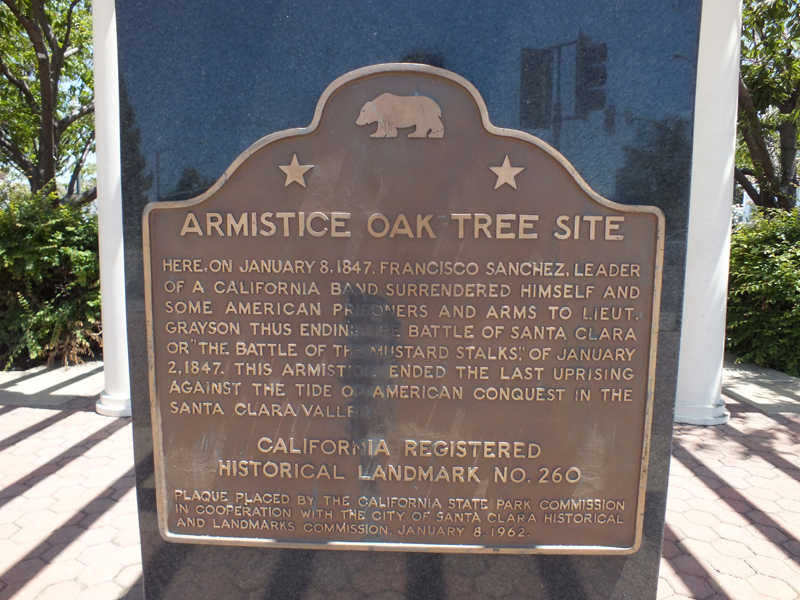 ARMISTICE OAK TREE SITE
HERE, ON JANUARY 8, 1847, FRANCISCO SANCHEZ, LEADER
OF A CALIFORNIA BAND SURRENDERED HIMSELF AND
SOME AMERICAN PRISONERS AND ARMS TO LIEUT.
GRAYSON THUS ENDING THE BATTLE OF SANTA CLARA
OR "THE BATTLE OF THE MUSTARD STALKS," OF JANUARY
2, 1847. THIS ARMISTICE ENDED THE LAST UPRISING
AGAINST THE TIDE OF AMERICAN CONQUEST IN THE
SANTA CLARA VALLEY.
CALIFORNIA REGISTERED
HISTORICAL LANDMARK NO. 260
PLAQUE PLACED BY THE CALIFORNIA STATE PARK COMMISSION
IN COOPERATION WITH THE CITY OF SANTA CLARA HISTORICAL
AND LANDMARKS COMMISSION, JANUARY 8, 1962.